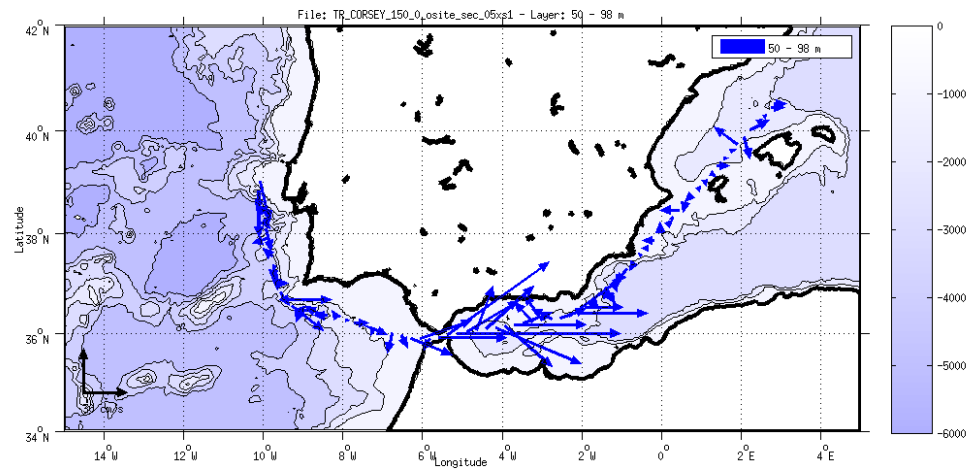 File: TR_CORSEY_150_0_osite_sec_05xs1 - Layer: 50 - 98 m
50 - 98 m
42°N
40°N
38°N
36°N
34°N
Latitude
14°W
12°W
10°W
8°W
6°W
4°W
2°W
0
2°E
4°E
Longitude
cm/s
0
-1000
-2000
-3000
-4000
-5000
-6000